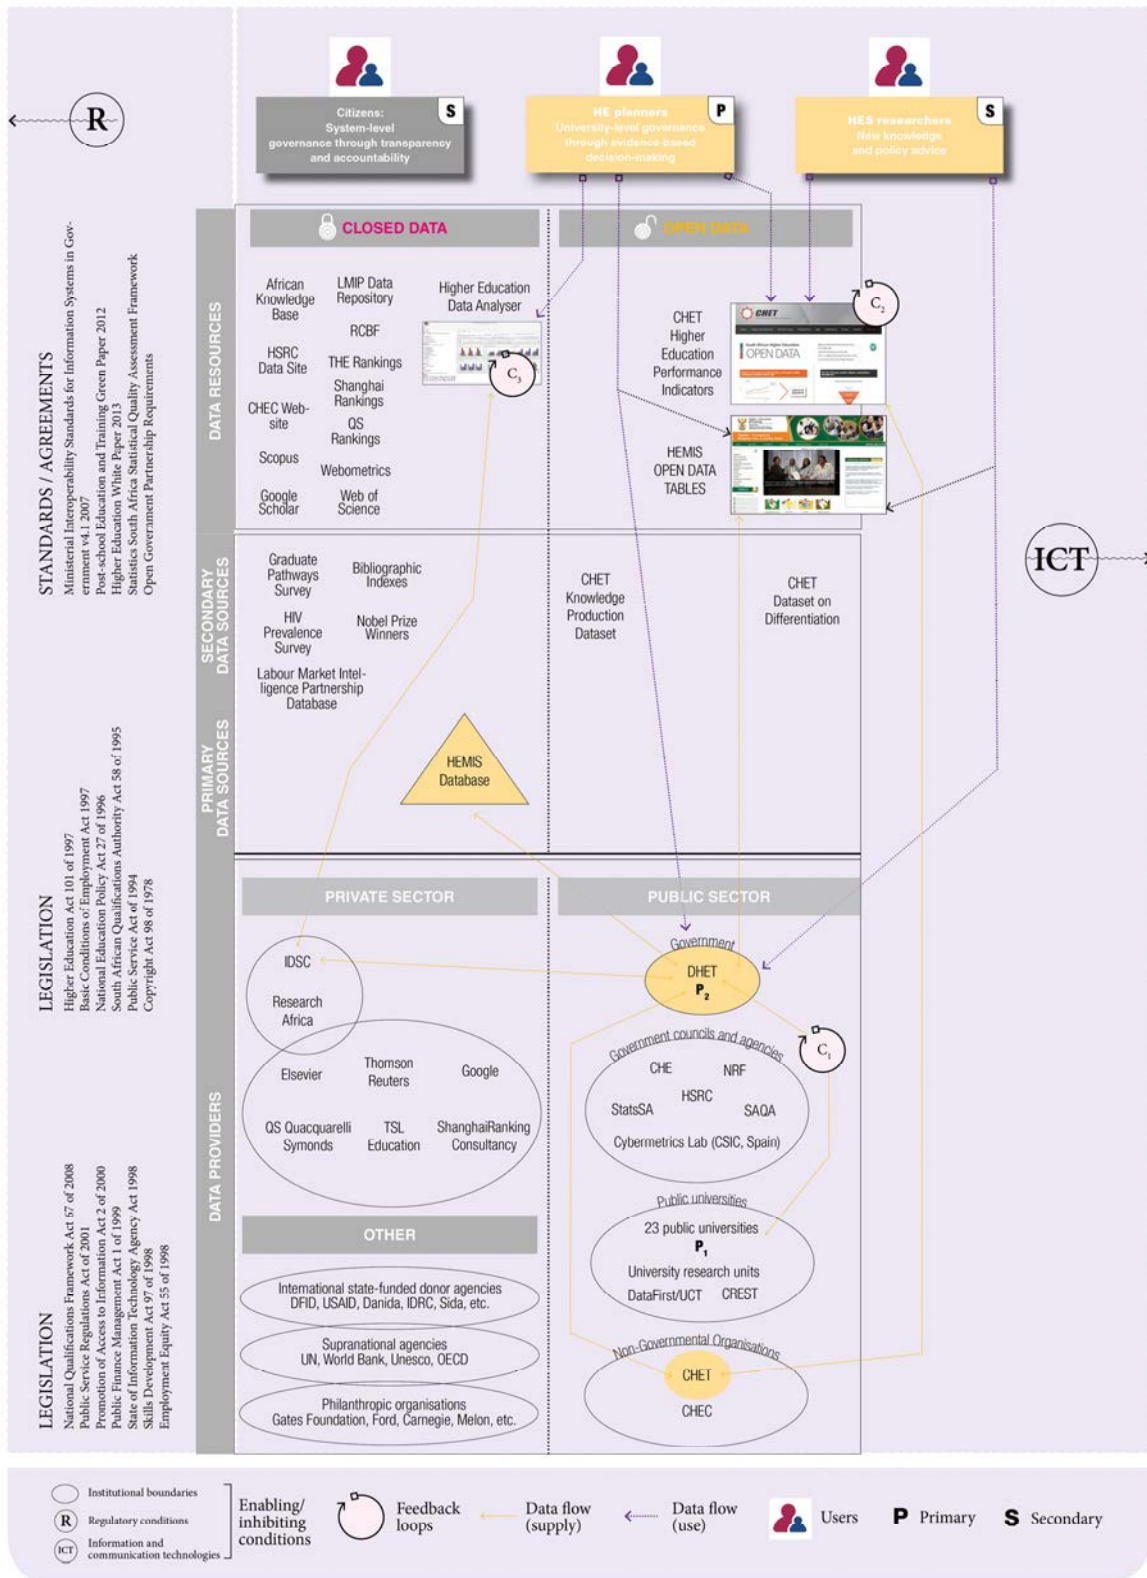 Citizens:
System-level
governance through transparency
and accountability
S
HE planners
University-level governance
through evidence-based
decision-making
P
HES researchers
New knowledge
and policy advice
S
R
ICT
STANDARDS / AGREEMENTS
Ministerial Interoperability Standards for Information Systems in Gov-
ernment v4.1 2007
Post-school Education and Training Green Paper 2012
Higher Education White Paper 2013
Statistics South Africa Statistical Quality Assessment Framework
Open Government Partnership Requirements
LEGISLATION
Higher Education Act 101 of 1997
Basic Conditions of Employment Act 1997
National Education Policy Act 27 of 1996
South African Qualifications Authority Act 58 of 1995
Public Service Act of 1994
Copyright Act 98 of 1978
LEGISLATION
National Qualifications Framework Act 67 of 2008
Public Service Regulations Act of 2001
Promotion of Access to Information Act 2 of 2000
Public Finance Management Act 1 of 1999
State of Information Technology Agency Act 1998
Skills Development Act 97 of 1998
Employment Equity Act 55 of 1998
DATA RESOURCES
CLOSED DATA
African
Knowledge
Base
HSRC
Data Site
CHEC Web-
site
Scopus
Google
Scholar
LMIP Data
Repository
RCBF
THE Rankings
Shanghai
Rankings
QS
Rankings
Webometrics
Web of
Science
Higher Education
Data Analyser
C3
OPEN DATA
CHET
Higher
Education
Performance
Indicators
CHET
South African Higher Education
OPEN DATA
C2
HEMIS
OPEN DATA
TABLES
SECONDARY
DATA SOURCES
Graduate
Pathways
Survey
Bibliographic
Indexes
HIV
Prevalence
Survey
Nobel Prize
Winners
Labour Market Intel-
ligence Partnership
Database
CHET
Knowledge
Production
Dataset
CHET
Dataset on
Differentiation
PRIMARY
DATA SOURCES
HEMIS
Database
DATA PROVIDERS
PRIVATE SECTOR
IDSC
Research
Africa
Elsevier
Thomson
Reuters
Google
QS Quacquarelli
Symonds
TSL
Education
ShanghaiRanking
Consultancy
OTHER
International state-funded donor agencies
DFID, USAID, Danida, IDRC, Sida, etc.
Supranational agencies
UN, World Bank, Unesco, OECD
Philanthropic organisations
Gates Foundation, Ford, Carnegie, Melon, etc.
PUBLIC SECTOR
Government
DHET
P2
Government councils and agencies
C1
CHE NRF
HSRC
StatsSA SAQA
Cybermetrics Lab (CSIC, Spain)
Public universities
23 public universities
P1
University research units
DataFirst/UCT CREST
Non-Governmental Organisations
CHET
CHEC
Institutional boundaries
R Regulatory conditions
ICT Information and
communication technologies
Enabling/
inhibiting
conditions
Feedback
loops
Data flow
(supply)
Data flow
(use)
Users
P Primary
S Secondary